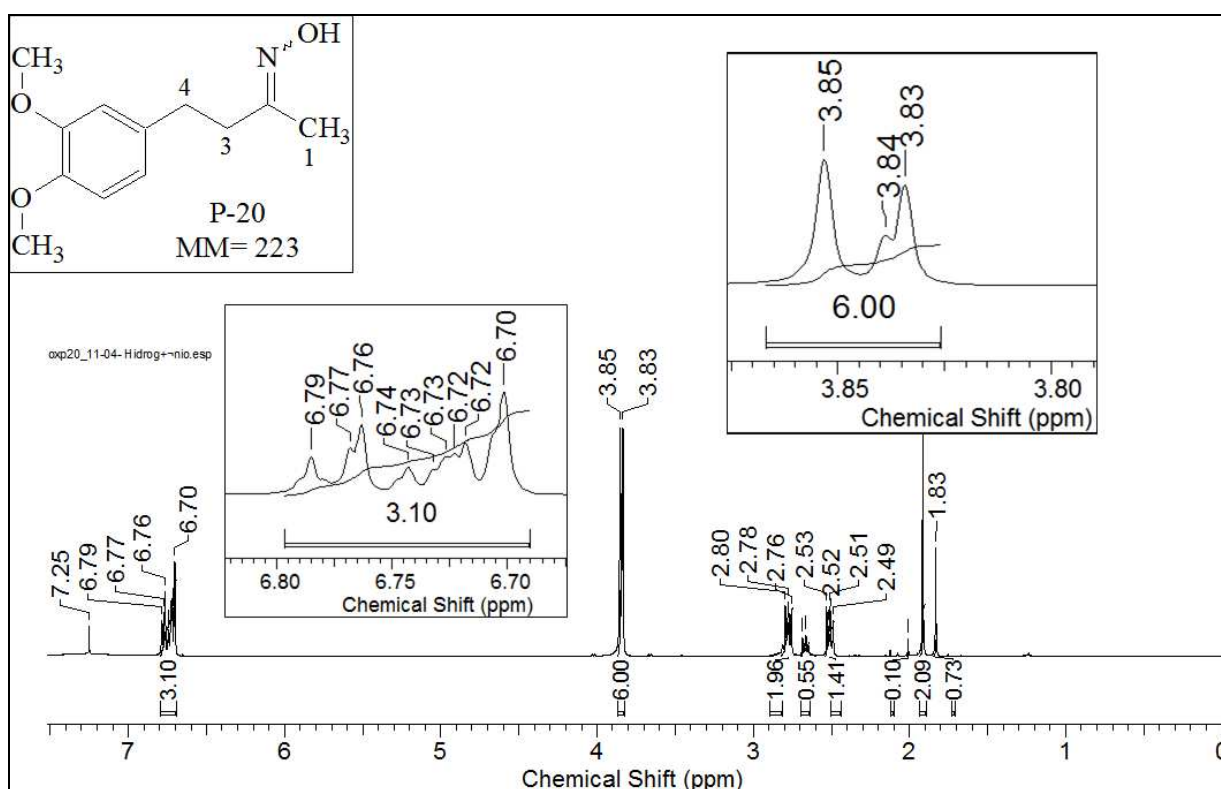 OH
N
CH3
O
4
3
CH3
1
O
CH3
P-20
MM= 223
oxp20_11-04- Hidrog+¬nio.esp
3.85
3.84
3.83
6.00
3.85 3.80
Chemical Shift (ppm)
6.79
6.77
6.76
6.74
6.73
6.73
6.72
6.72
6.70
3.10
6.80 6.75 6.70
Chemical Shift (ppm)
7.25
6.79
6.77
6.76
6.70
3.85
3.83
2.80
2.78
2.76
2.53
2.52
2.51
2.49
1.83
3.10
6.00
1.96
0.55
1.41
0.10
2.09
0.73
7 6 5 4 3 2 1 0
Chemical Shift (ppm)